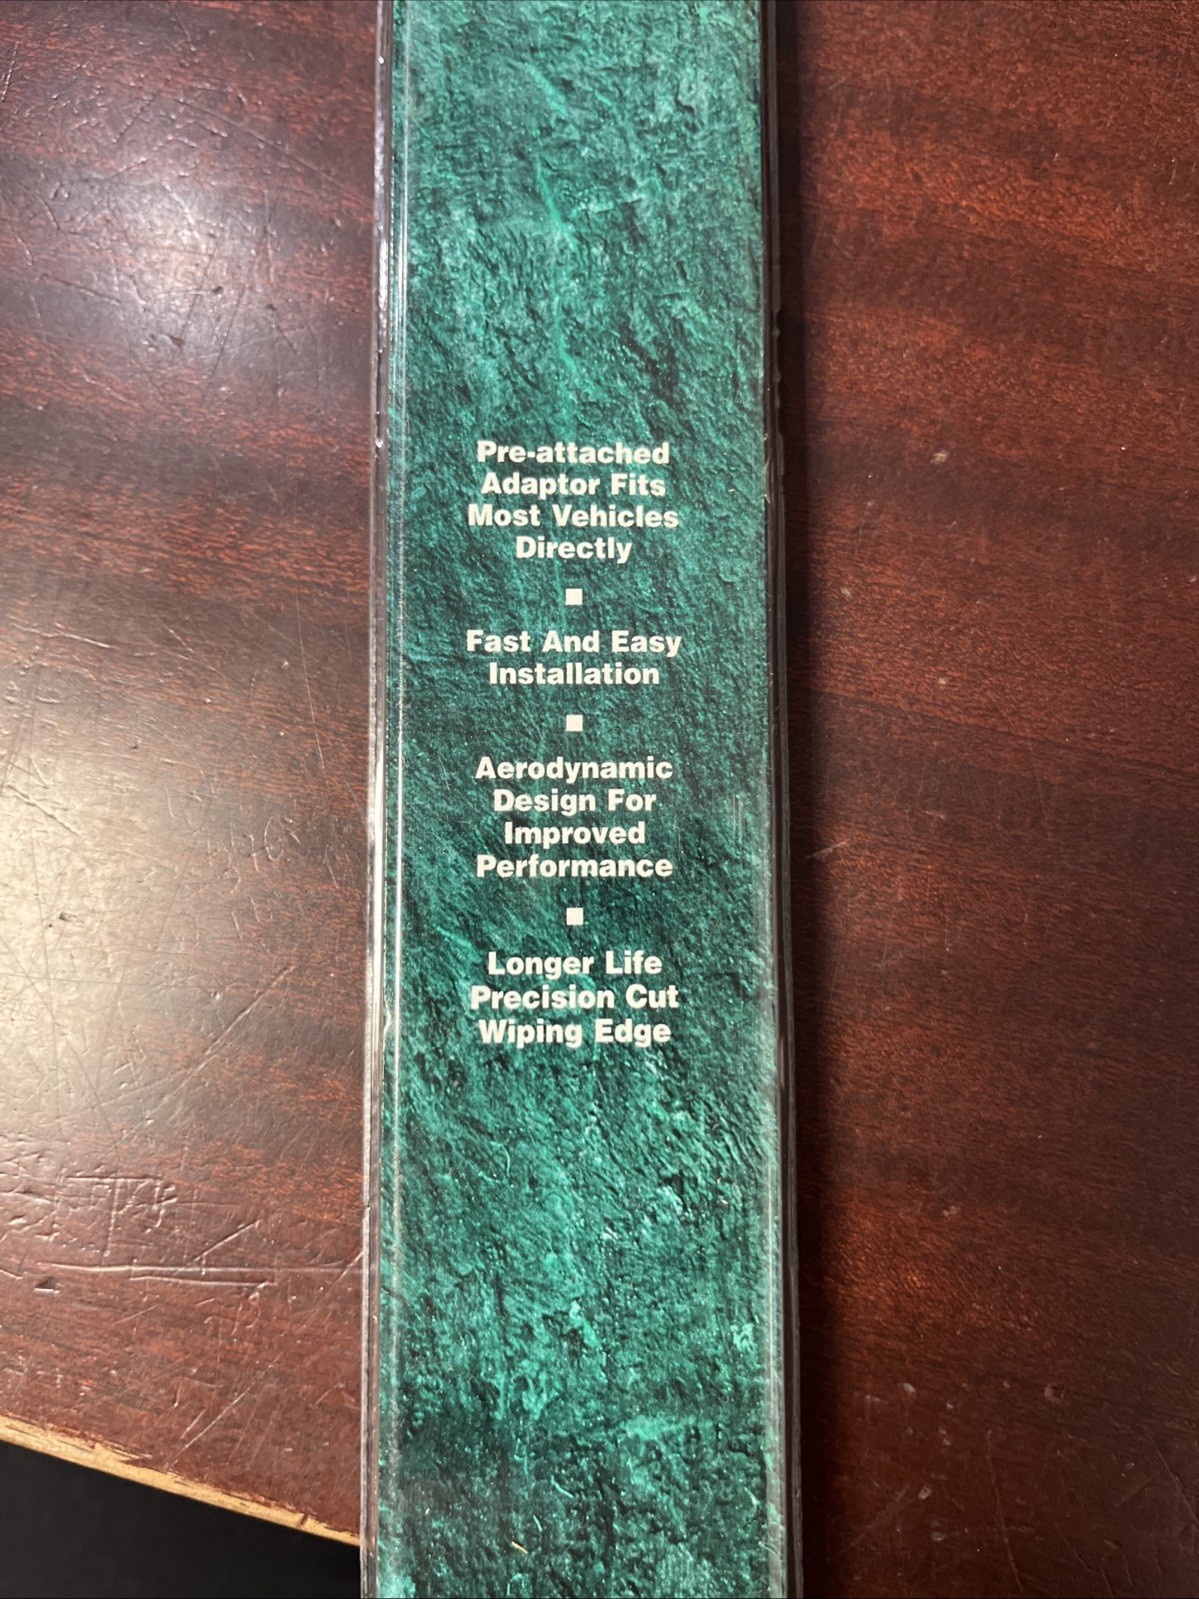 Pre-attached
Adaptor Fits
Most Vehicles
Directly
■
Fast And Easy
Installation
■
Aerodynamic
Design For
Improved
Performance
■
Longer Life
Precision Cut
Wiping Edge